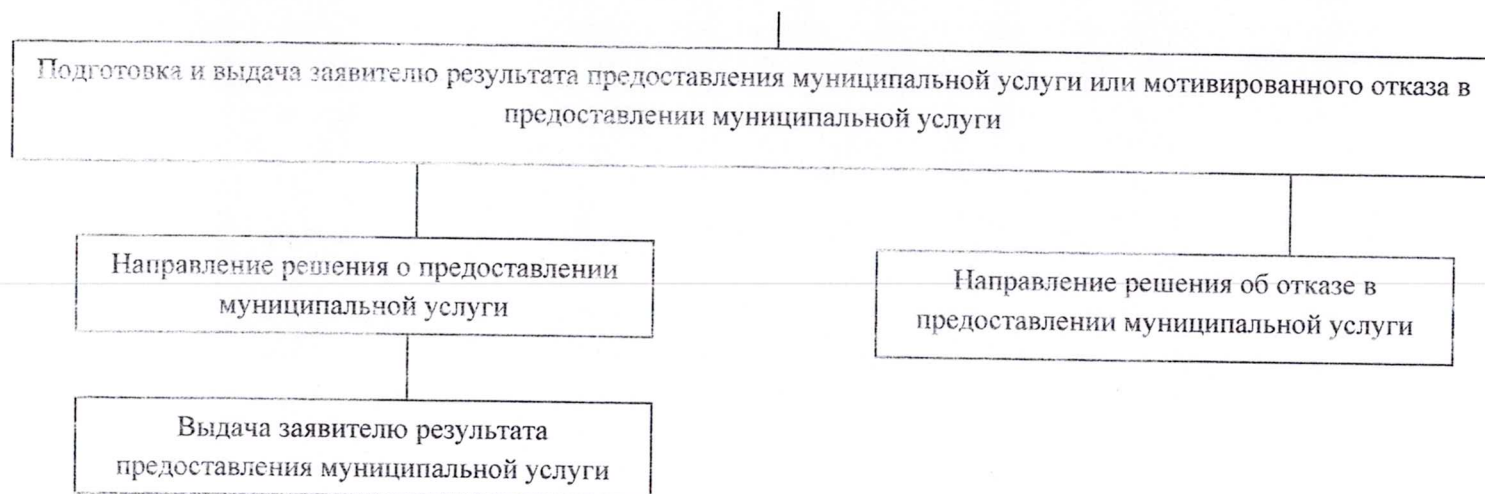 Подготовка и выдача заявителю результата предоставления муниципальной услуги или мотивированного отказа в
предоставлении муниципальной услуги
Направление решения о предоставлении
муниципальной услуги
Направление решения об отказе в
предоставлении муниципальной услуги
Выдача заявителю результата
предоставления муниципальной услуги